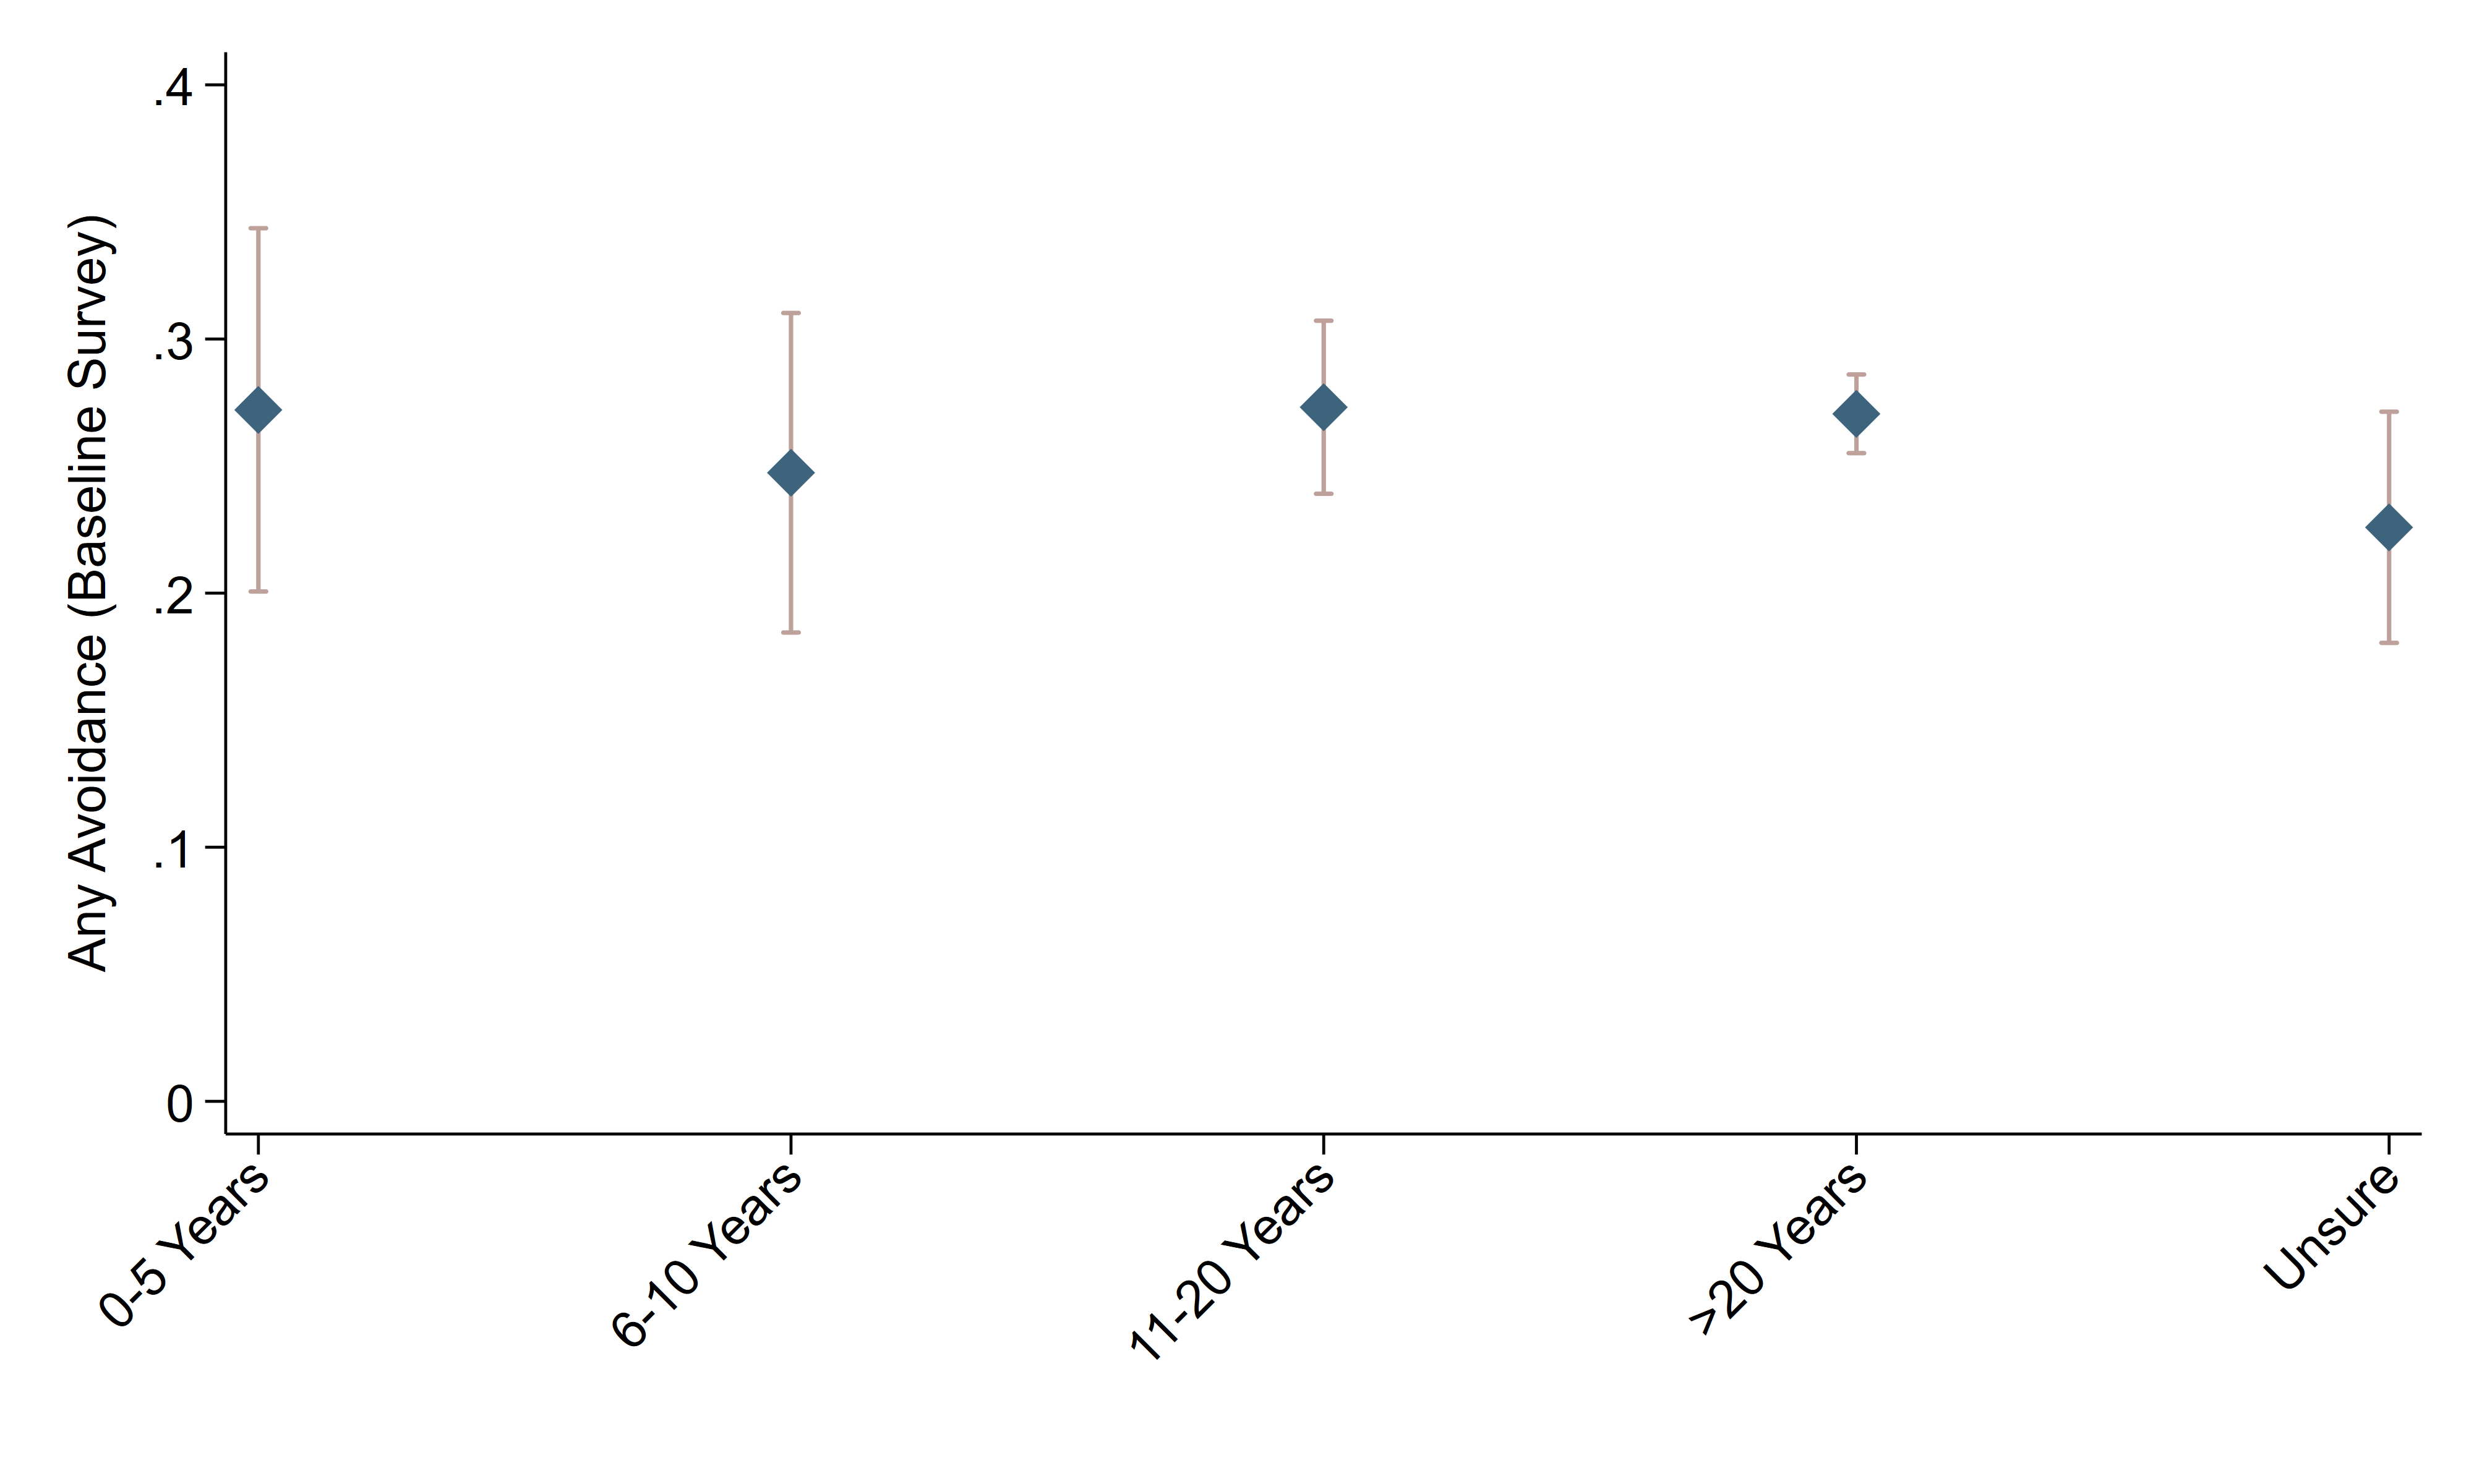 Any Avoidance (Baseline Survey)
.4
.3
.2
.1
0
0-5 Years
6-10 Years
11-20 Years
>20 Years
Unsure